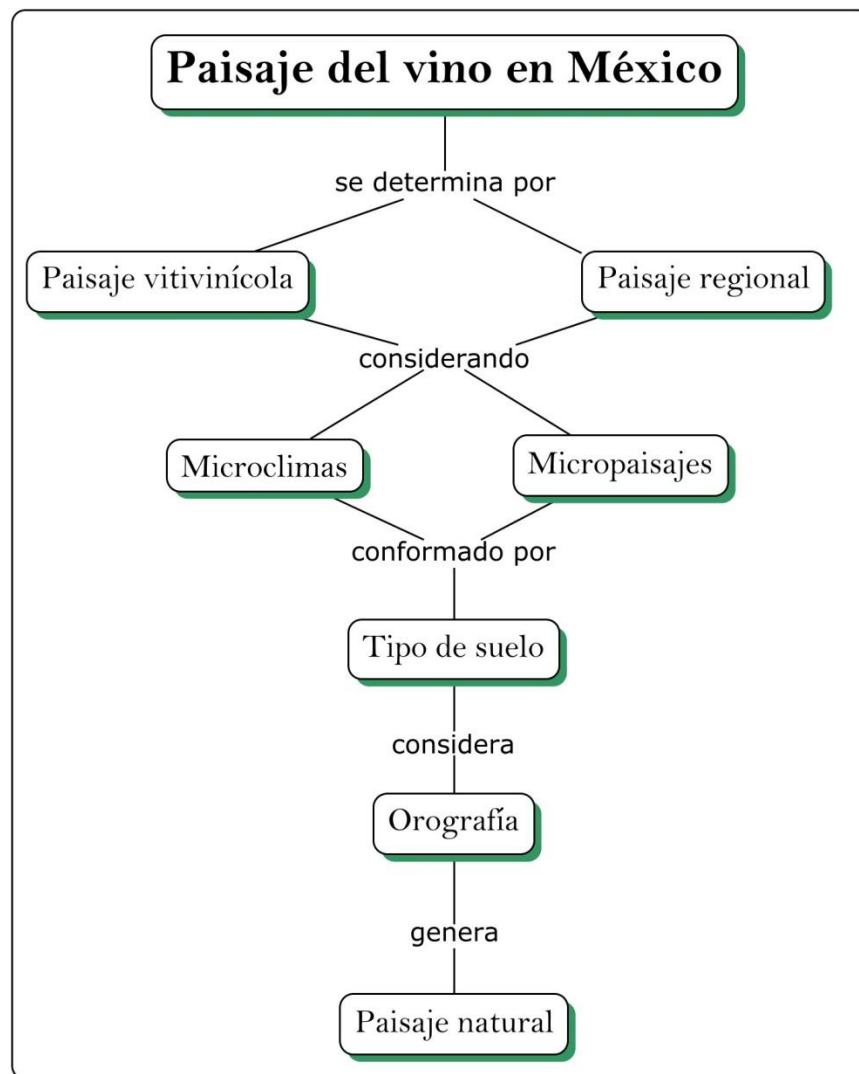 Paisaje del vino en México
se determina por
Paisaje vitivinícola
Paisaje regional
considerando
Microclimas
Micropaisajes
conformado por
Tipo de suelo
considera
Orografía
genera
Paisaje natural